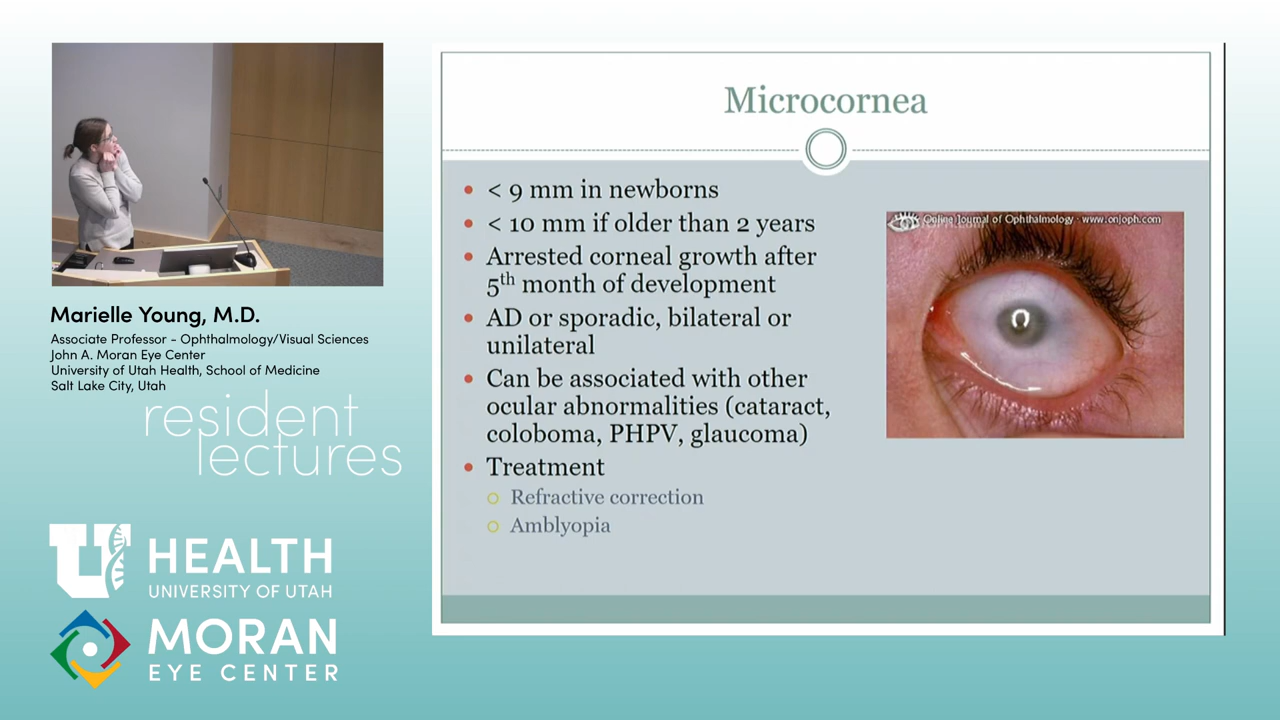 Marielle Young, M.D.
Associate Professor - Ophthalmology/Visual Sciences
John A. Moran Eye Center
University of Utah Health, School of Medicine
Salt Lake City, Utah
resident
lectures
U HEALTH
UNIVERSITY OF UTAH
MORAN
EYE CENTER
Microcornea
• < 9 mm in newborns
• < 10 mm if older than 2 years
• Arrested corneal growth after
5th month of development
• AD or sporadic, bilateral or
unilateral
• Can be associated with other
ocular abnormalities (cataract,
coloboma, PHPV, glaucoma)
• Treatment
○ Refractive correction
○ Amblyopia
Online Journal of Ophthalmology - www.onjoph.com